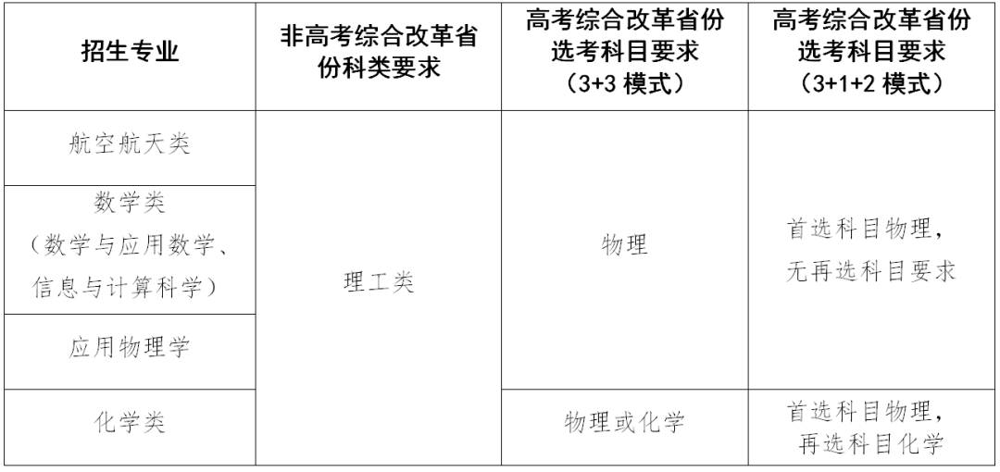 招生专业
非高考综合改革省
份科类要求
高考综合改革省份
选考科目要求
（3+3 模式）
高考综合改革省份
选考科目要求
（3+1+2 模式）
航空航天类
数学类
（数学与应用数学、
信息与计算科学）
应用物理学
化学类
理工类
物理
物理或化学
首选科目物理，
无再选科目要求
首选科目物理，
再选科目化学